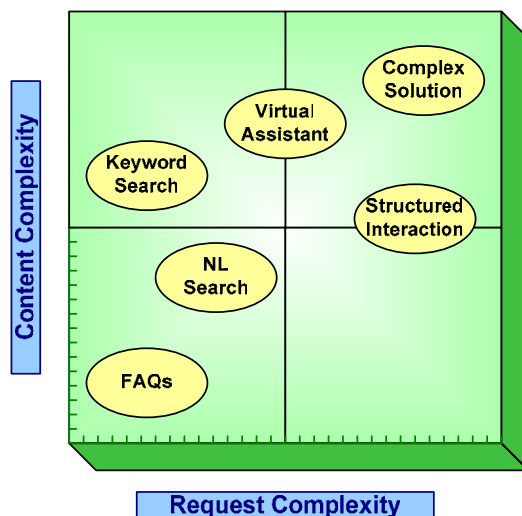 Content Complexity
Complex
Solution
Virtual
Assistant
Keyword
Search
Structured
Interaction
NL
Search
FAQs
Request Complexity